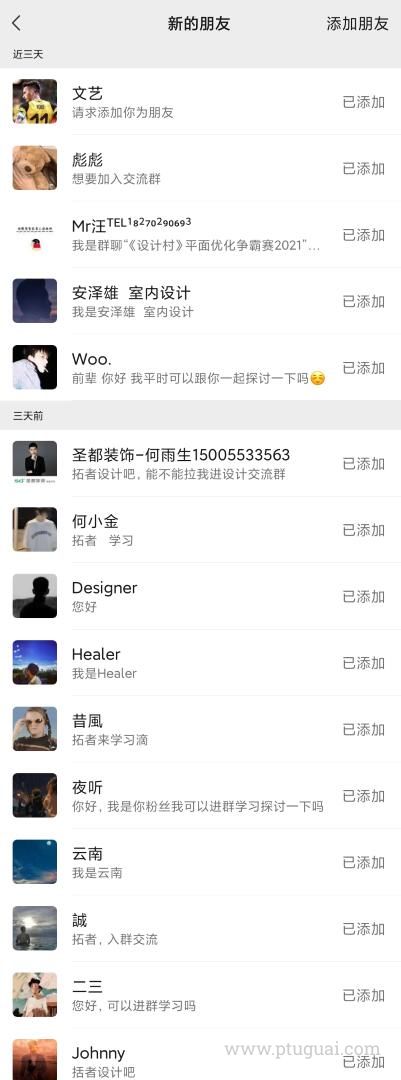 新的朋友
添加朋友
近三天
文艺
请求添加你为朋友
已添加
彪彪
想要加入交流群
已添加
Mr汪ᵀᴱᴸ¹⁸²⁷⁰²⁹⁰⁶⁹³
我是群聊“《设计村》平面优化争霸赛2021”...
已添加
安泽雄 室内设计
我是安泽雄 室内设计
已添加
Woo.
前辈 你好 我平时可以跟你一起探讨一下吗😊
已添加
三天前
圣都装饰-何雨生15005533563
拓者设计吧，能不能拉我进设计交流群
已添加
何小金
拓者 学习
已添加
Designer
您好
已添加
Healer
我是Healer
已添加
昔風
拓者来学习滴
已添加
夜听
你好，我是你粉丝我可以进群学习探讨一下吗
已添加
云南
我是云南
已添加
誠
拓者，入群交流
已添加
二三
您好，可以进群学习吗
已添加
Johnny
括者设计吧
已添加
www.ptuguai.com